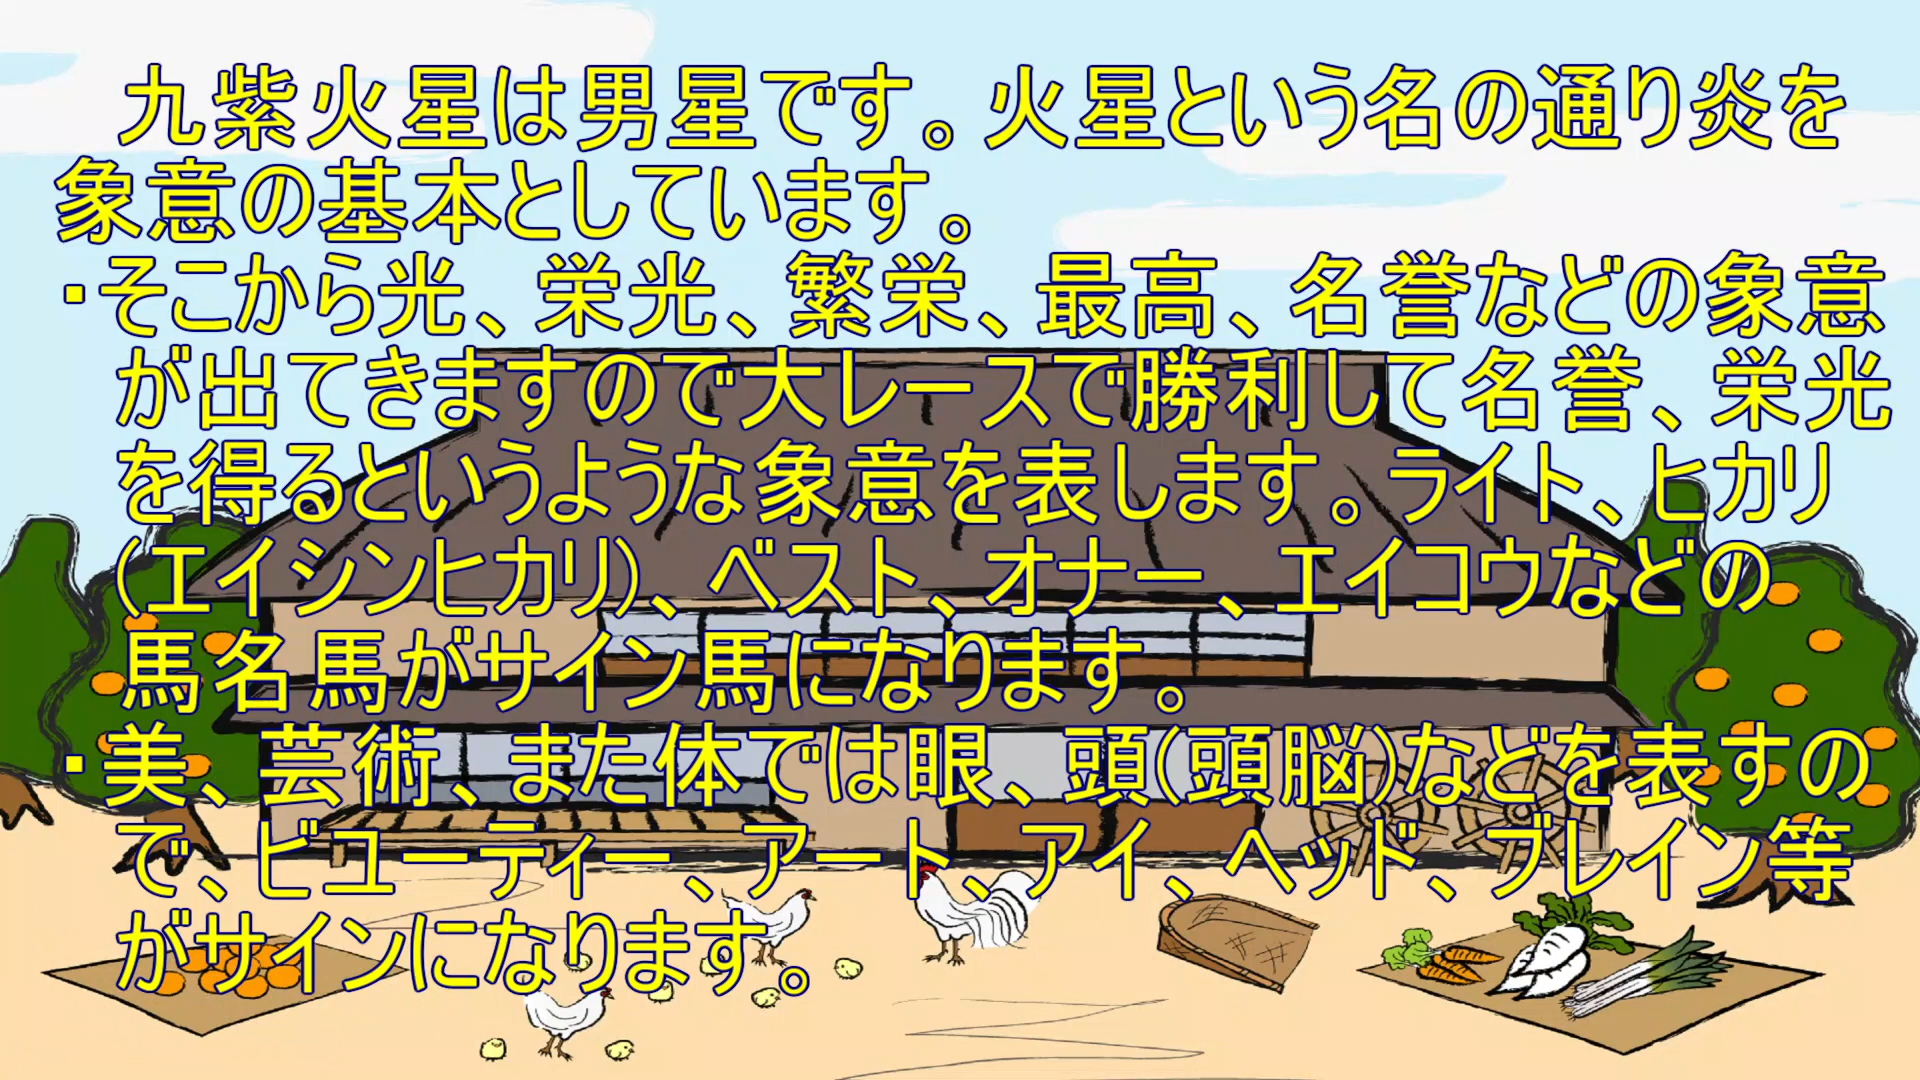 九紫火星は男星です。火星という名の通り炎を
象意の基本としています。
・そこから光、栄光、繁栄、最高、名誉などの象意
が出てきますので大レースで勝利して名誉、栄光
を得るというような象意を表します。ライト、ヒカリ
(エイシンヒカリ)、ベスト、オナー、エイコウなどの
馬名馬がサイン馬になります。
・美、芸術、また体では眼、頭(頭脳)などを表すの
で、ビューティー、アート、アイ、ヘッド、ブレイン等
がサインになります。